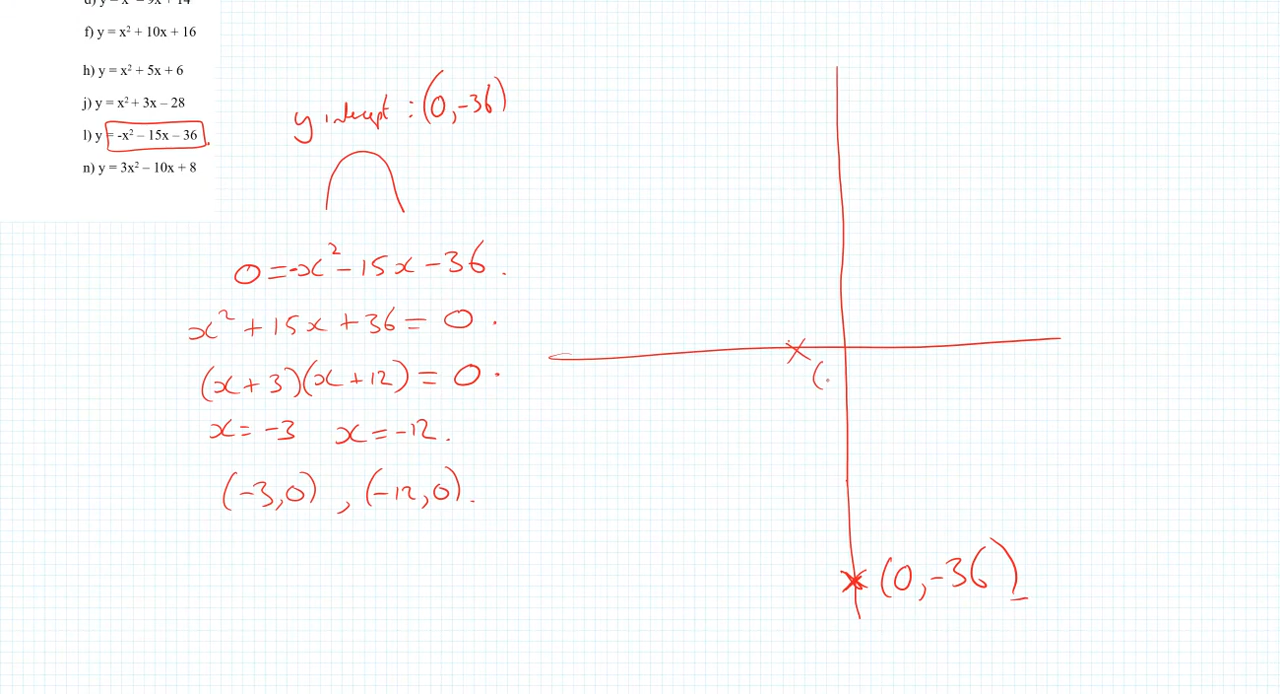 f) y = x² + 10x + 16
h) y = x² + 5x + 6
j) y = x² + 3x – 28
l) y = -x² – 15x – 36
n) y = 3x² – 10x + 8
y intercept : (0, -36)
0 = -x² - 15x - 36.
x² + 15x + 36 = 0.
(x + 3)(x + 12) = 0.
x = -3 x = -12.
(-3, 0) , (-12, 0).
(
(0, -36)